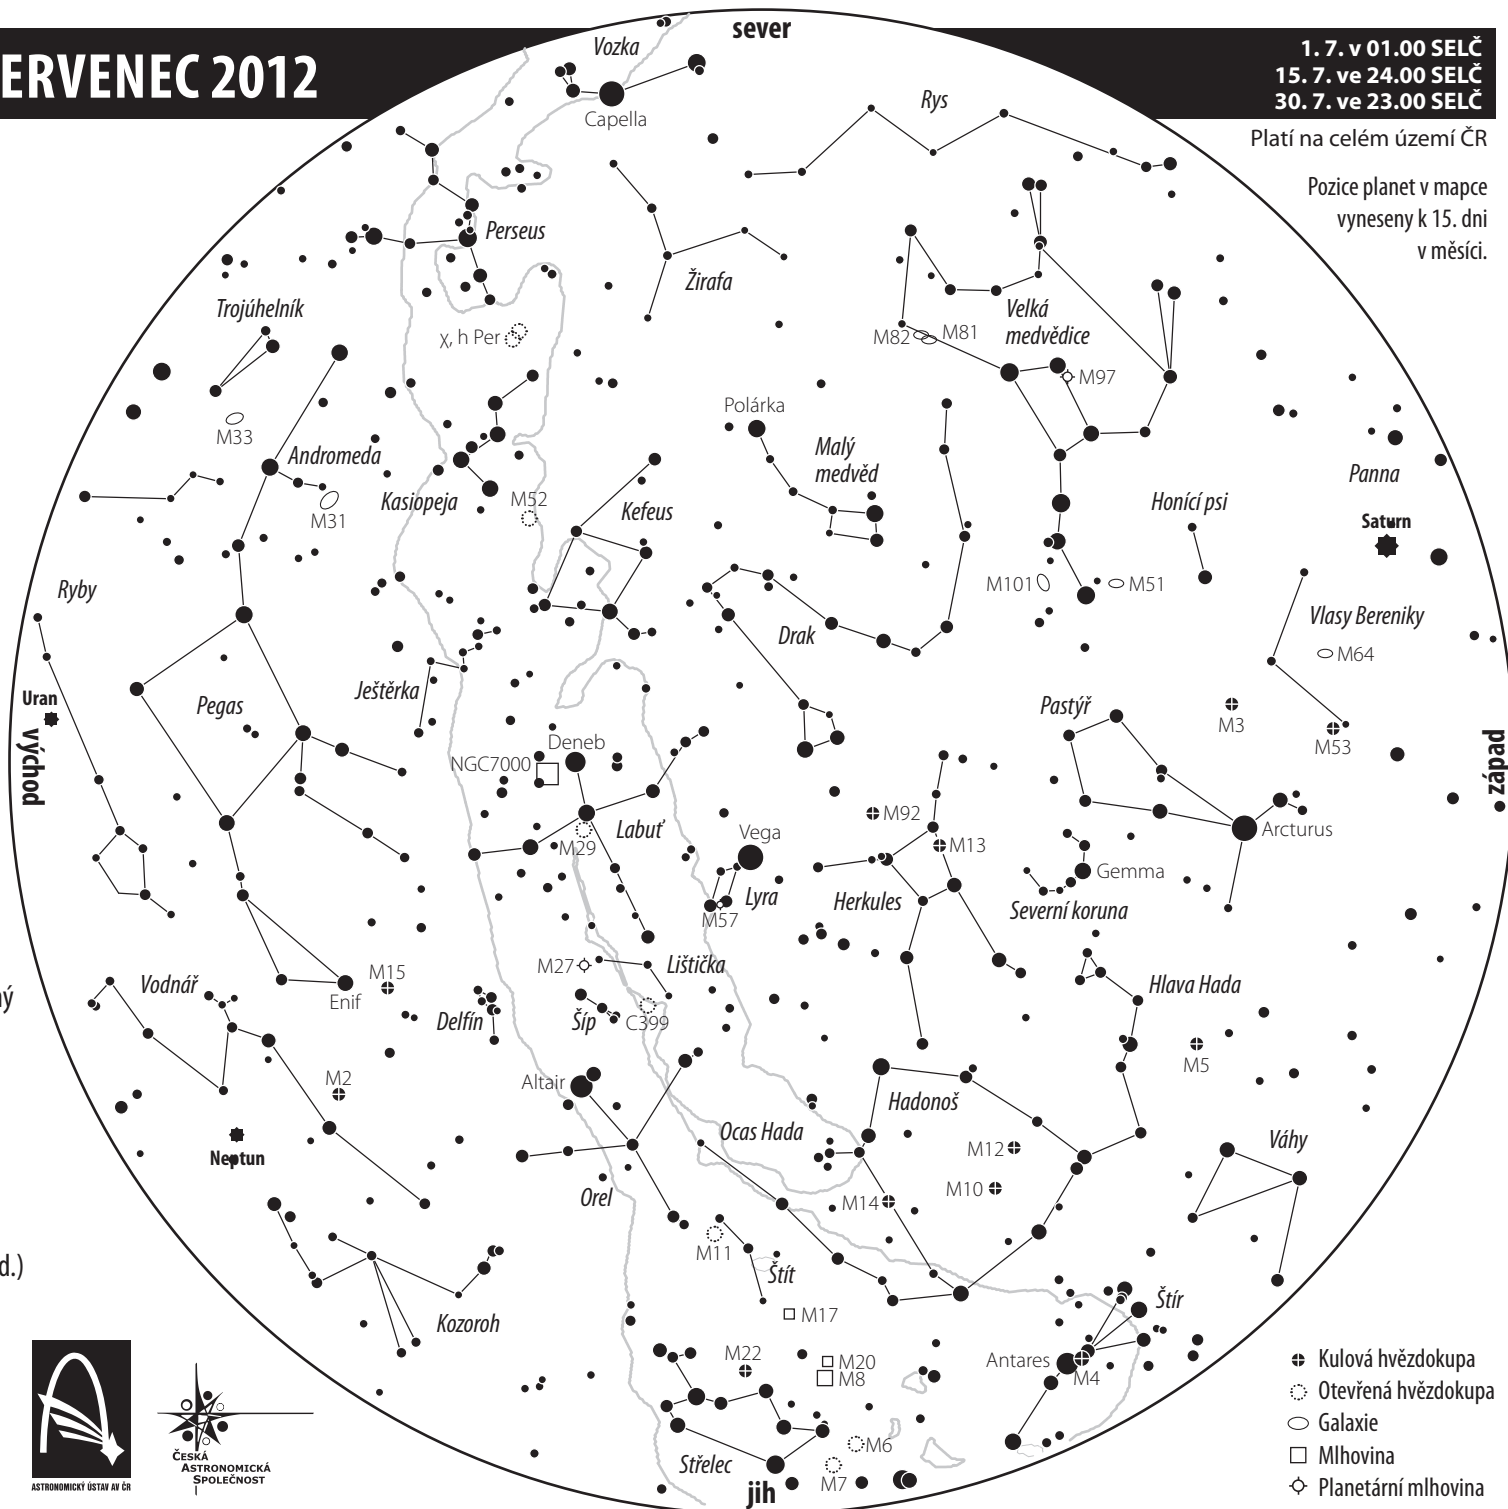 ERVENEC 2012
1. 7. v 01.00 SELČ
15. 7. ve 24.00 SELČ
30. 7. ve 23.00 SELČ
Platí na celém území ČR
Pozice planet v mapce
vyneseny k 15. dni
v měsíci.
sever
Vozka
Capella
Rys
Perseus
Žirafa
Trojúhelník
χ, h Per
Velká
medvědice
M82
M81
M97
M33
Polárka
Malý
medvěd
Andromeda
Kasiopeja
M31
M52
Kefeus
Honící psi
Panna
Saturn
Ryby
M101
M51
Drak
Vlasy Bereniky
M64
Uran
východ
Pegas
Ještěrka
Pastýř
M3
M53
západ
NGC7000
Deneb
Labuť
M29
Vega
M92
M13
Arcturus
Gemma
Lyra
M57
Herkules
Severní koruna
M27
Lištička
M15
Enif
Vodnář
Delfín
Šíp
C399
Hlava Hada
ý
M5
M2
Altair
Hadonoš
Neptun
Ocas Hada
M12
Váhy
Orel
M14
M10
M11
Štít
d.)
Kozoroh
M17
Štír
M22
M20
M8
Antares
M4
Střelec
M6
M7
jih
ASTRONOMICKÝ ÚSTAV AV ČR
ČESKÁ
ASTRONOMICKÁ
SPOLEČNOST
Kulová hvězdokupa
Otevřená hvězdokupa
Galaxie
Mlhovina
Planetární mlhovina